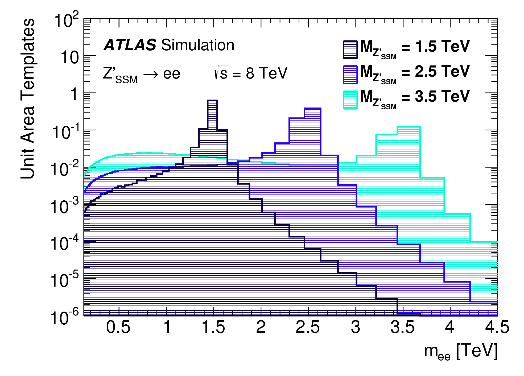 Unit Area Templates
10²
10
1
10⁻¹
10⁻²
10⁻³
10⁻⁴
10⁻⁵
10⁻⁶
ATLAS Simulation
Z'SSM → ee √s = 8 TeV
MZ'SSM = 1.5 TeV
MZ'SSM = 2.5 TeV
MZ'SSM = 3.5 TeV
0.5 1 1.5 2 2.5 3 3.5 4 4.5
mee [TeV]